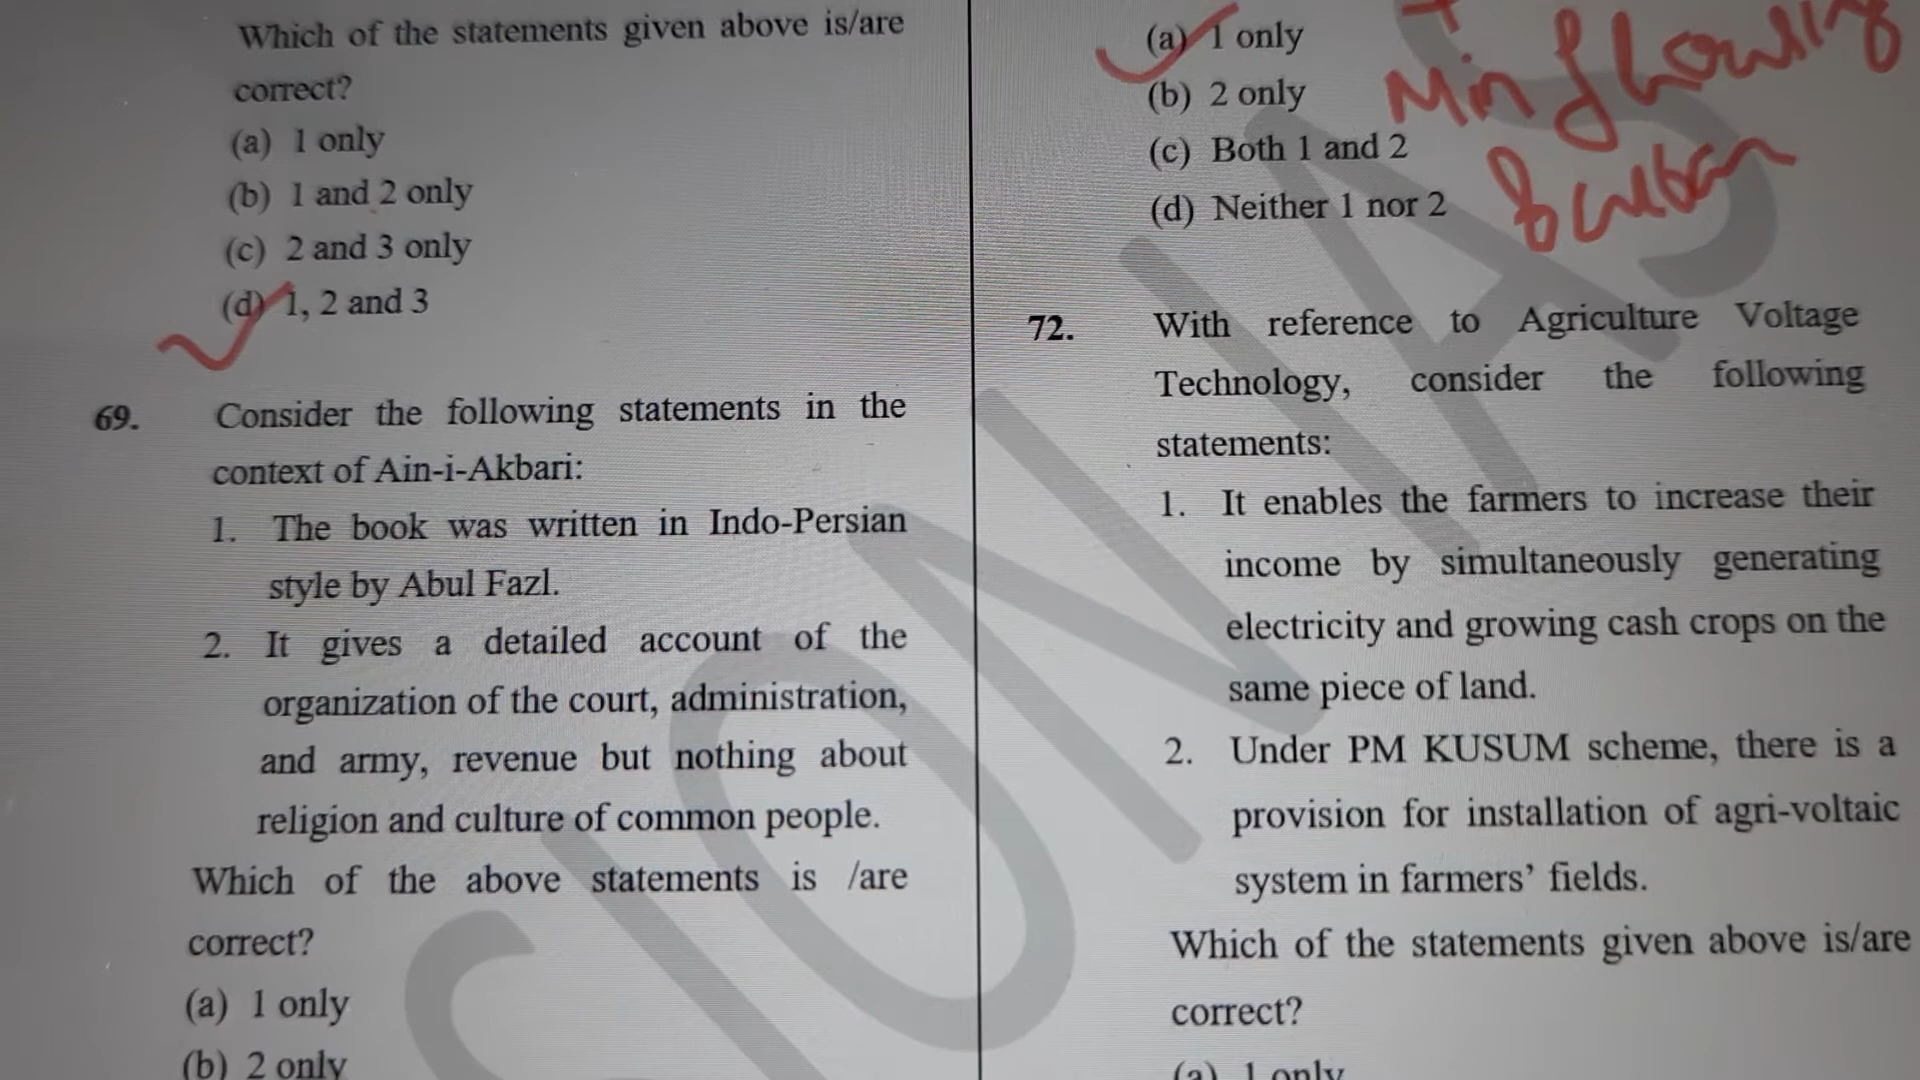 Which of the statements given above is/are
correct?
(a) 1 only
(b) 1 and 2 only
(c) 2 and 3 only
(d) 1, 2 and 3
69. Consider the following statements in the
context of Ain-i-Akbari:
1. The book was written in Indo-Persian
style by Abul Fazl.
2. It gives a detailed account of the
organization of the court, administration,
and army, revenue but nothing about
religion and culture of common people.
Which of the above statements is /are
correct?
(a) 1 only
(b) 2 only
(a) 1 only
(b) 2 only
(c) Both 1 and 2
(d) Neither 1 nor 2
72. With reference to Agriculture Voltage
Technology, consider the following
statements:
1. It enables the farmers to increase their
income by simultaneously generating
electricity and growing cash crops on the
same piece of land.
2. Under PM KUSUM scheme, there is a
provision for installation of agri-voltaic
system in farmers’ fields.
Which of the statements given above is/are
correct?
(a) 1 only
SION IAS